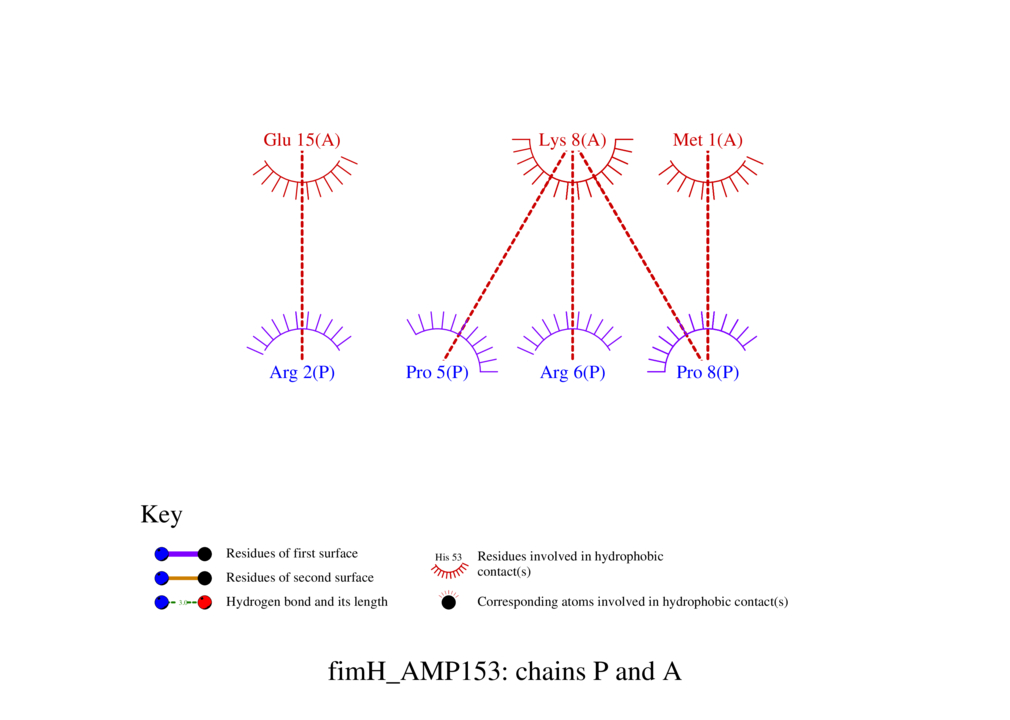 Glu 15(A)
Lys 8(A)
Met 1(A)
Arg 2(P)
Pro 5(P)
Arg 6(P)
Pro 8(P)
Key
Residues of first surface
Residues of second surface
3.0
Hydrogen bond and its length
His 53
Residues involved in hydrophobic
contact(s)
Corresponding atoms involved in hydrophobic contact(s)
fimH_AMP153: chains P and A